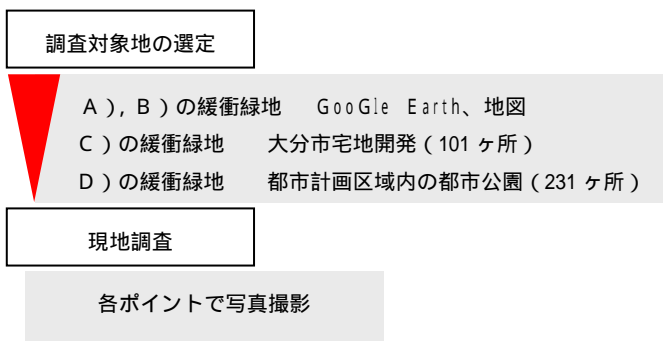 調査対象地の選定
A）,B）の緩衝緑地　GooGle Earth、地図
C）の緩衝緑地　大分市宅地開発（101ヶ所）
D）の緩衝緑地　都市計画区域内の都市公園（231ヶ所）
現地調査
各ポイントで写真撮影